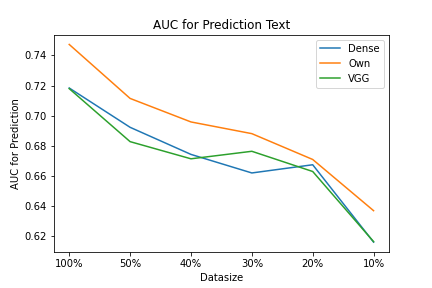 AUC for Prediction Text
Dense
Own
VGG
AUC for Prediction
0.74
0.72
0.70
0.68
0.66
0.64
0.62
100% 50% 40% 30% 20% 10%
Datasize